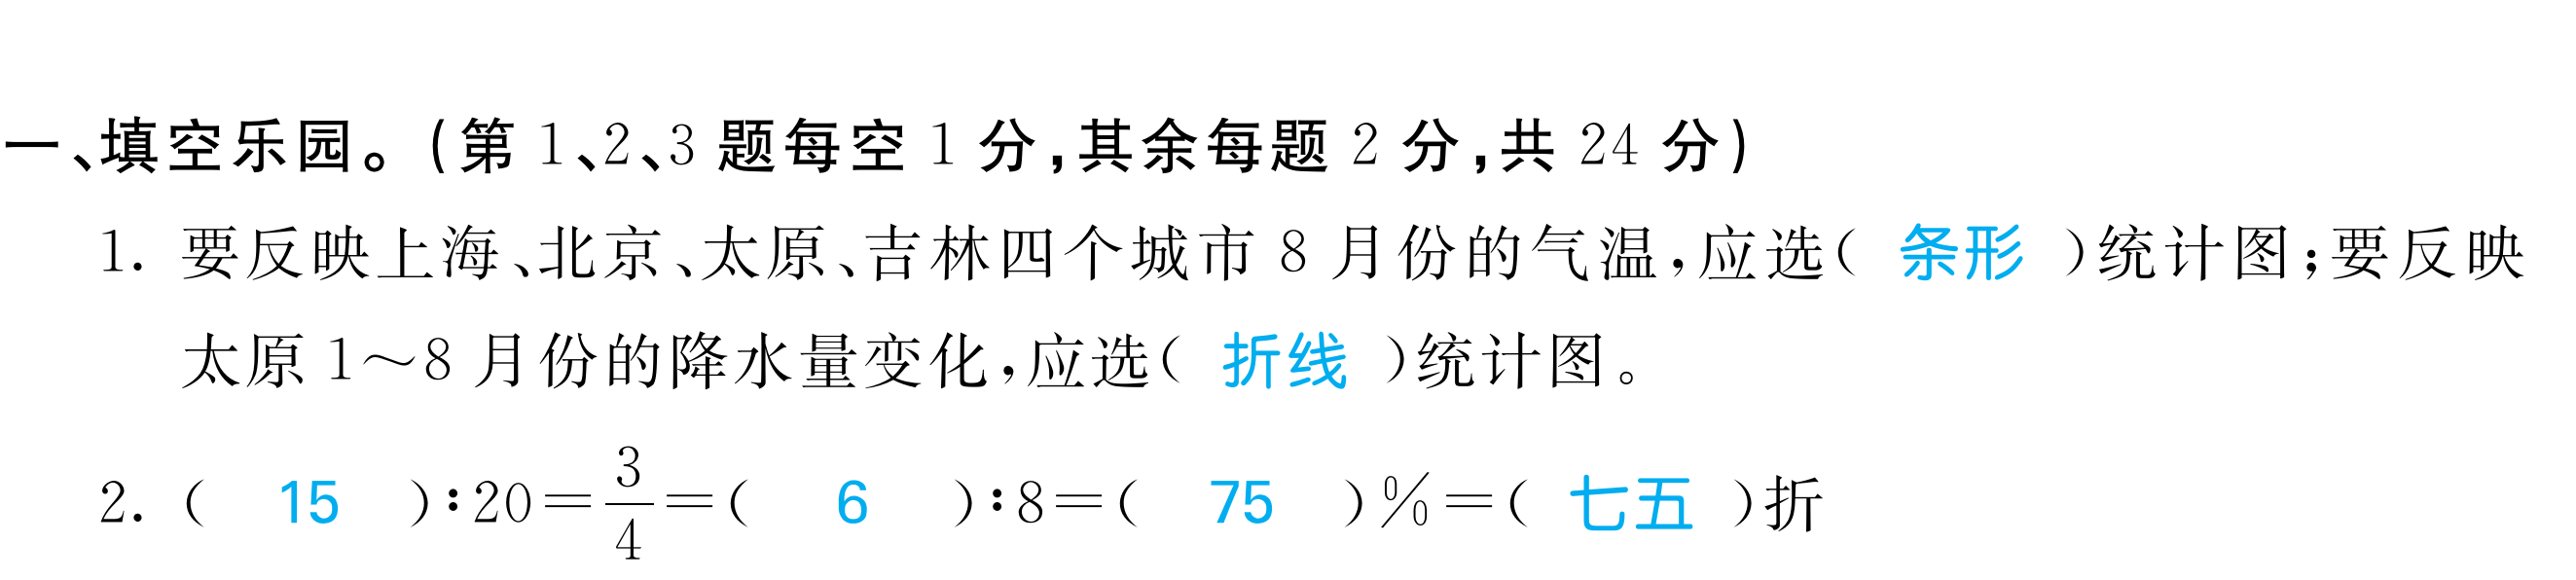 一、填空乐园。(第 1、2、3 题每空 1 分,其余每题 2 分,共 24 分)
1. 要反映上海、北京、太原、吉林四个城市 8 月份的气温,应选( 条形 )统计图;要反映
太原 1～8 月份的降水量变化,应选( 折线 )统计图。
2. ( 15 )∶20=3/4=( 6 )∶8=( 75 )%=( 七五 )折